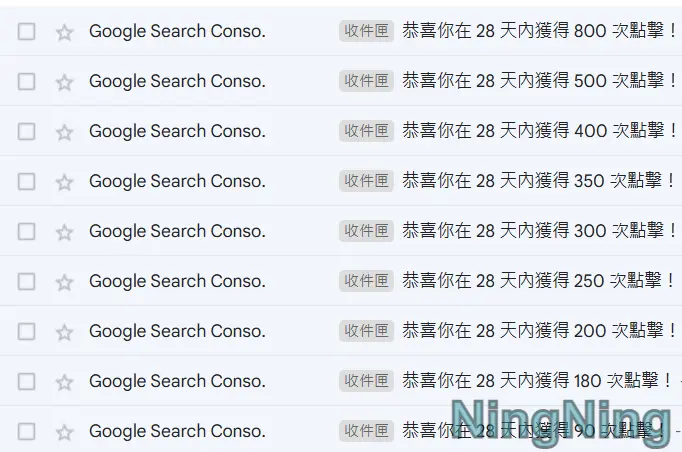 Google Search Conso. 收件匣 恭喜你在 28 天內獲得 800 次點擊！
Google Search Conso. 收件匣 恭喜你在 28 天內獲得 500 次點擊！
Google Search Conso. 收件匣 恭喜你在 28 天內獲得 400 次點擊！
Google Search Conso. 收件匣 恭喜你在 28 天內獲得 350 次點擊！
Google Search Conso. 收件匣 恭喜你在 28 天內獲得 300 次點擊！
Google Search Conso. 收件匣 恭喜你在 28 天內獲得 250 次點擊！
Google Search Conso. 收件匣 恭喜你在 28 天內獲得 200 次點擊！
Google Search Conso. 收件匣 恭喜你在 28 天內獲得 180 次點擊！ -
Google Search Conso. 收件匣 恭喜你在 28 天內獲得 90 次點擊！ -
NingNing